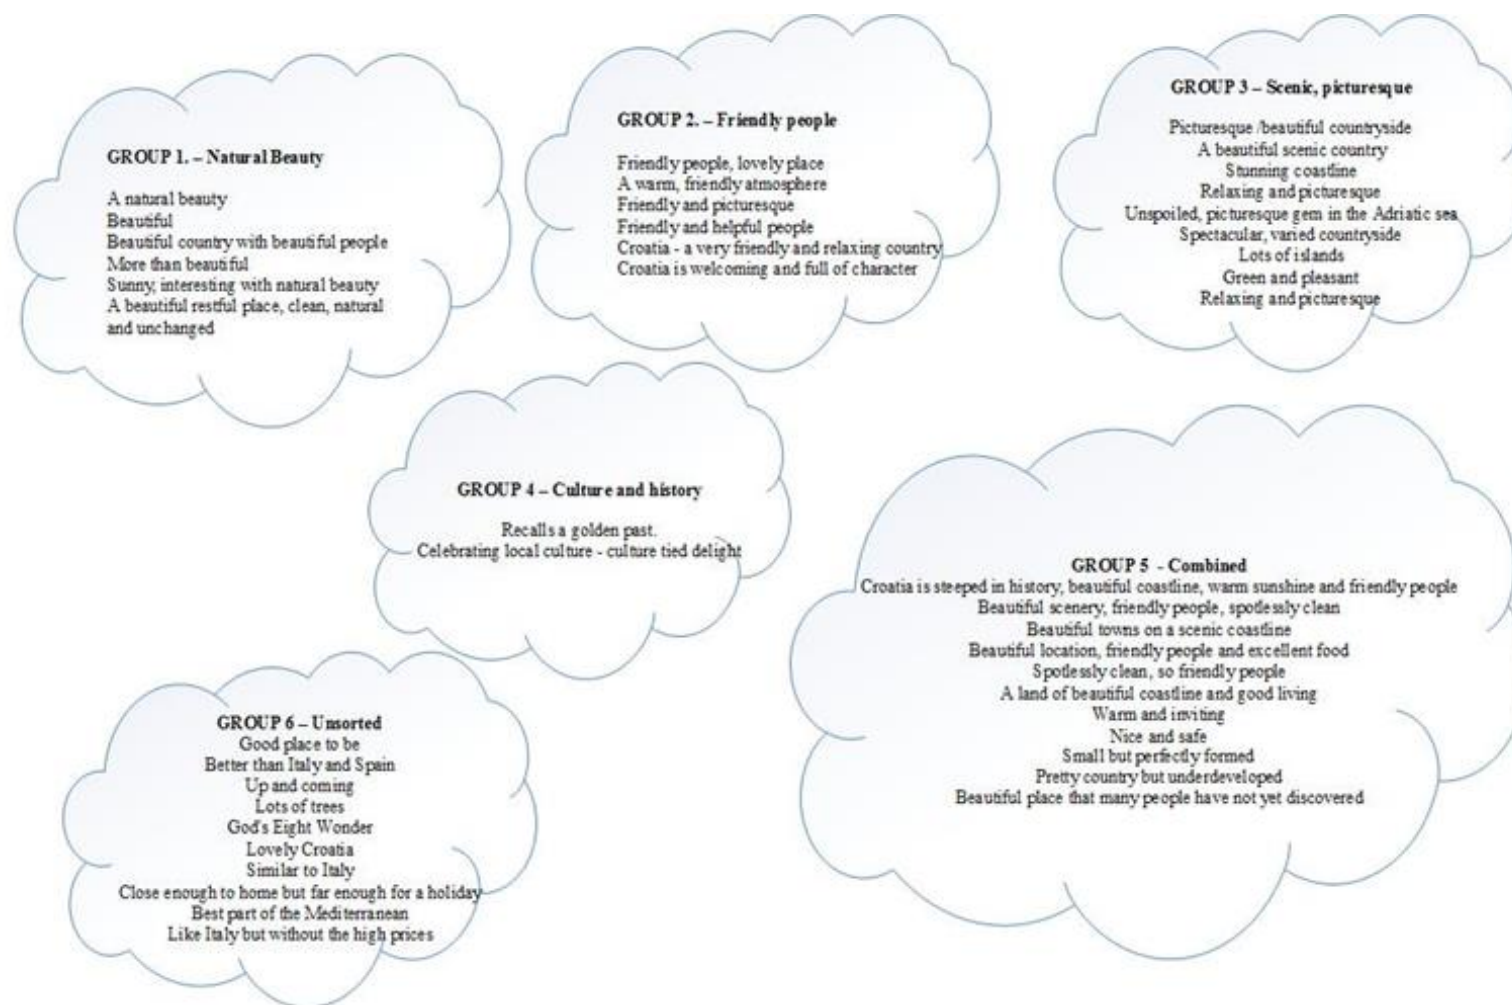 GROUP 1. – Natural Beauty
A natural beauty
Beautiful
Beautiful country with beautiful people
More than beautiful
Sunny, interesting with natural beauty
A beautiful restful place, clean, natural
and unchanged
GROUP 2. – Friendly people
Friendly people, lovely place
A warm, friendly atmosphere
Friendly and picturesque
Friendly and helpful people
Croatia - a very friendly and relaxing country
Croatia is welcoming and full of character
GROUP 3 – Scenic, picturesque
Picturesque /beautiful countryside
A beautiful scenic country
Stunning coastline
Relaxing and picturesque
Unspoiled, picturesque gem in the Adriatic sea
Spectacular, varied countryside
Lots of islands
Green and pleasant
Relaxing and picturesque
GROUP 4 – Culture and history
Recalls a golden past.
Celebrating local culture - culture tied delight
GROUP 5 - Combined
Croatia is steeped in history, beautiful coastline, warm sunshine and friendly people
Beautiful scenery, friendly people, spotlessly clean
Beautiful towns on a scenic coastline
Beautiful location, friendly people and excellent food
Spotlessly clean, so friendly people
A land of beautiful coastline and good living
Warm and inviting
Nice and safe
Small but perfectly formed
Pretty country but underdeveloped
Beautiful place that many people have not yet discovered
GROUP 6 – Unsorted
Good place to be
Better than Italy and Spain
Up and coming
Lots of trees
God's Eight Wonder
Lovely Croatia
Similar to Italy
Close enough to home but far enough for a holiday
Best part of the Mediterranean
Like Italy but without the high prices